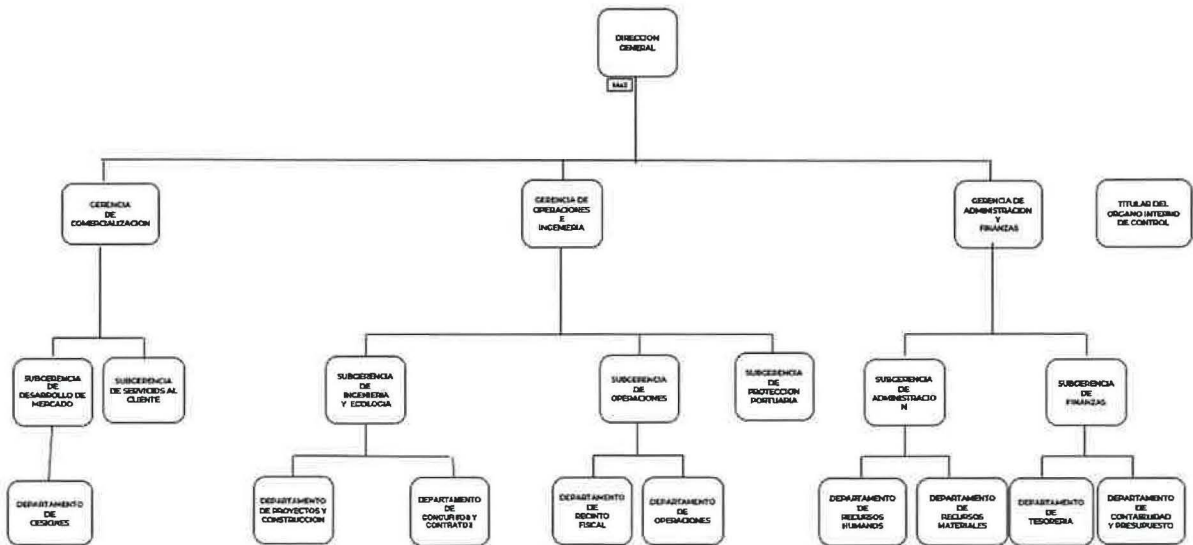 DIRECCION
GENERAL
GERENCIA
DE
COMERCIALIZACION
GERENCIA DE
OPERACIONES
E
INGENIERIA
GERENCIA DE
ADMINISTRACION
Y
FINANZAS
TITULAR DEL
ORGANO INTERNO
DE CONTROL
SUBGERENCIA
DE
DESARROLLO DE
MERCADO
SUBGERENCIA
DE SERVICIOS AL
CLIENTE
SUBGERENCIA
DE
INGENIERIA
Y ECOLOGIA
SUBGERENCIA
DE
OPERACIONES
SUBGERENCIA
DE
PROTECCION
PORTUARIA
SUBGERENCIA
DE
ADMINISTRACIO
N
SUBGERENCIA
DE
FINANZAS
DEPARTAMENTO
DE
CESIONES
DEPARTAMENTO
DE PROYECTOS Y
CONSTRUCCION
DEPARTAMENTO
DE
CONCURSOS Y
CONTRATOS
DEPARTAMENTO
DE
RECINTO
FISCAL
DEPARTAMENTO
DE
OPERACIONES
DEPARTAMENTO
DE
RECURSOS
HUMANOS
DEPARTAMENTO
DE
RECURSOS
MATERIALES
DEPARTAMENTO
DE
TESORERIA
DEPARTAMENTO
DE
CONTABILIDAD
Y PRESUPUESTO